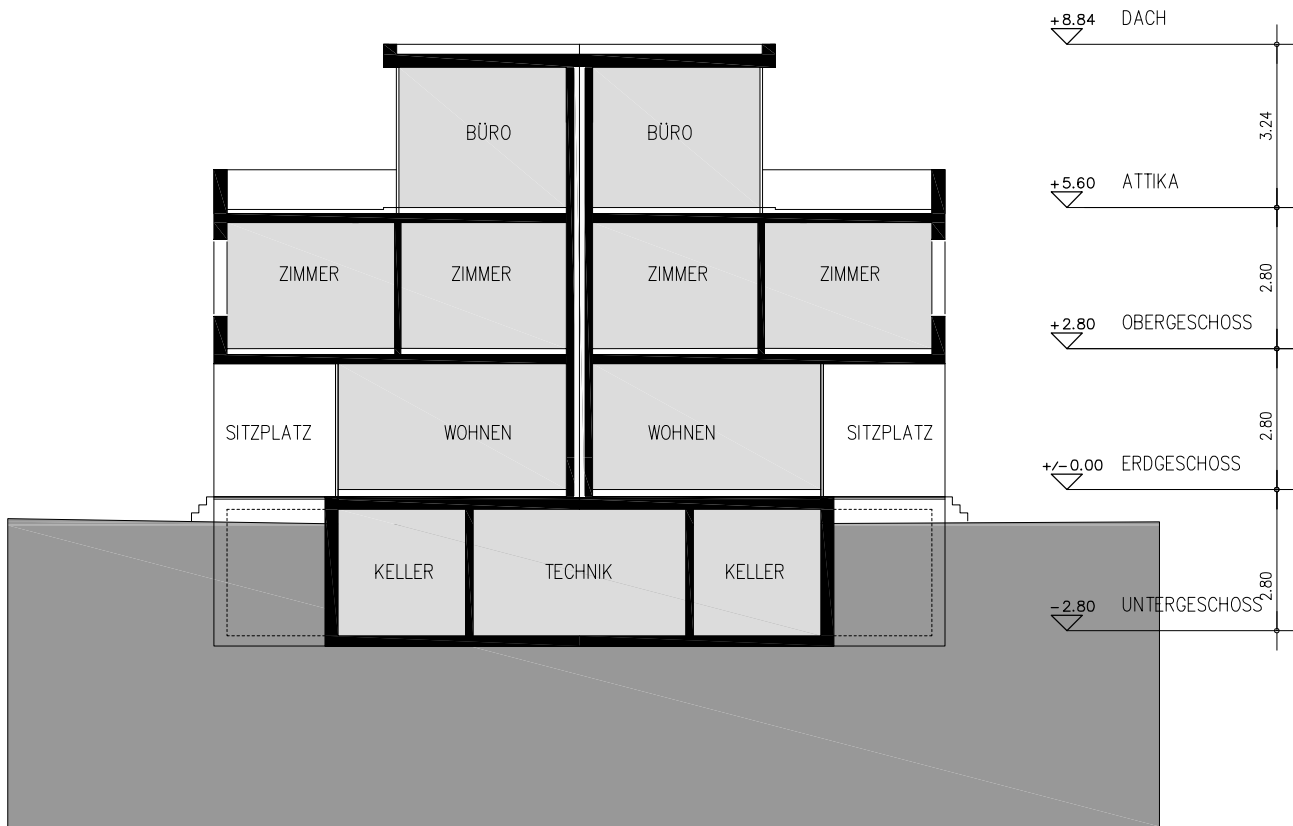 +8.84 DACH
3.24
BÜRO BÜRO
+5.60 ATTIKA
ZIMMER ZIMMER ZIMMER ZIMMER
2.80
+2.80 OBERGESCHOSS
SITZPLATZ WOHNEN WOHNEN SITZPLATZ
2.80
+/-0.00 ERDGESCHOSS
KELLER TECHNIK KELLER
2.80
-2.80 UNTERGESCHOSS